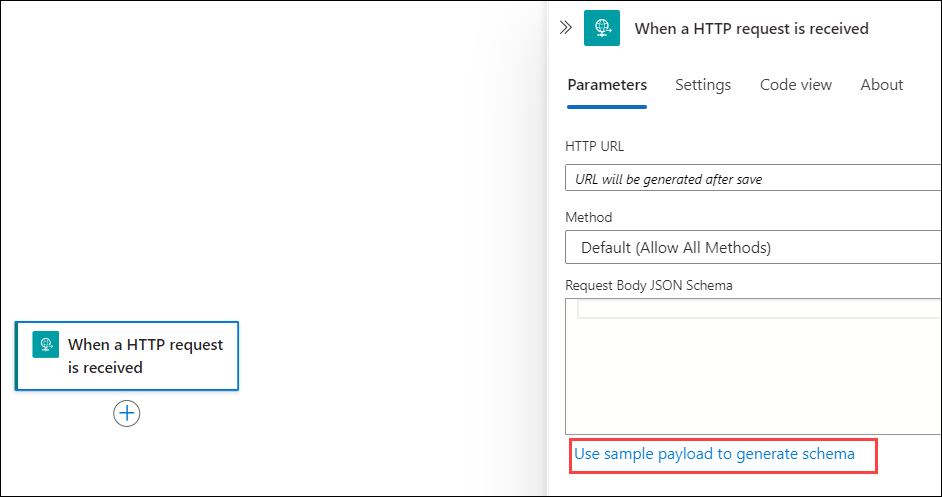 When a HTTP request is received
Parameters Settings Code view About
HTTP URL
URL will be generated after save
Method
Default (Allow All Methods)
Request Body JSON Schema
When a HTTP request
is received
Use sample payload to generate schema